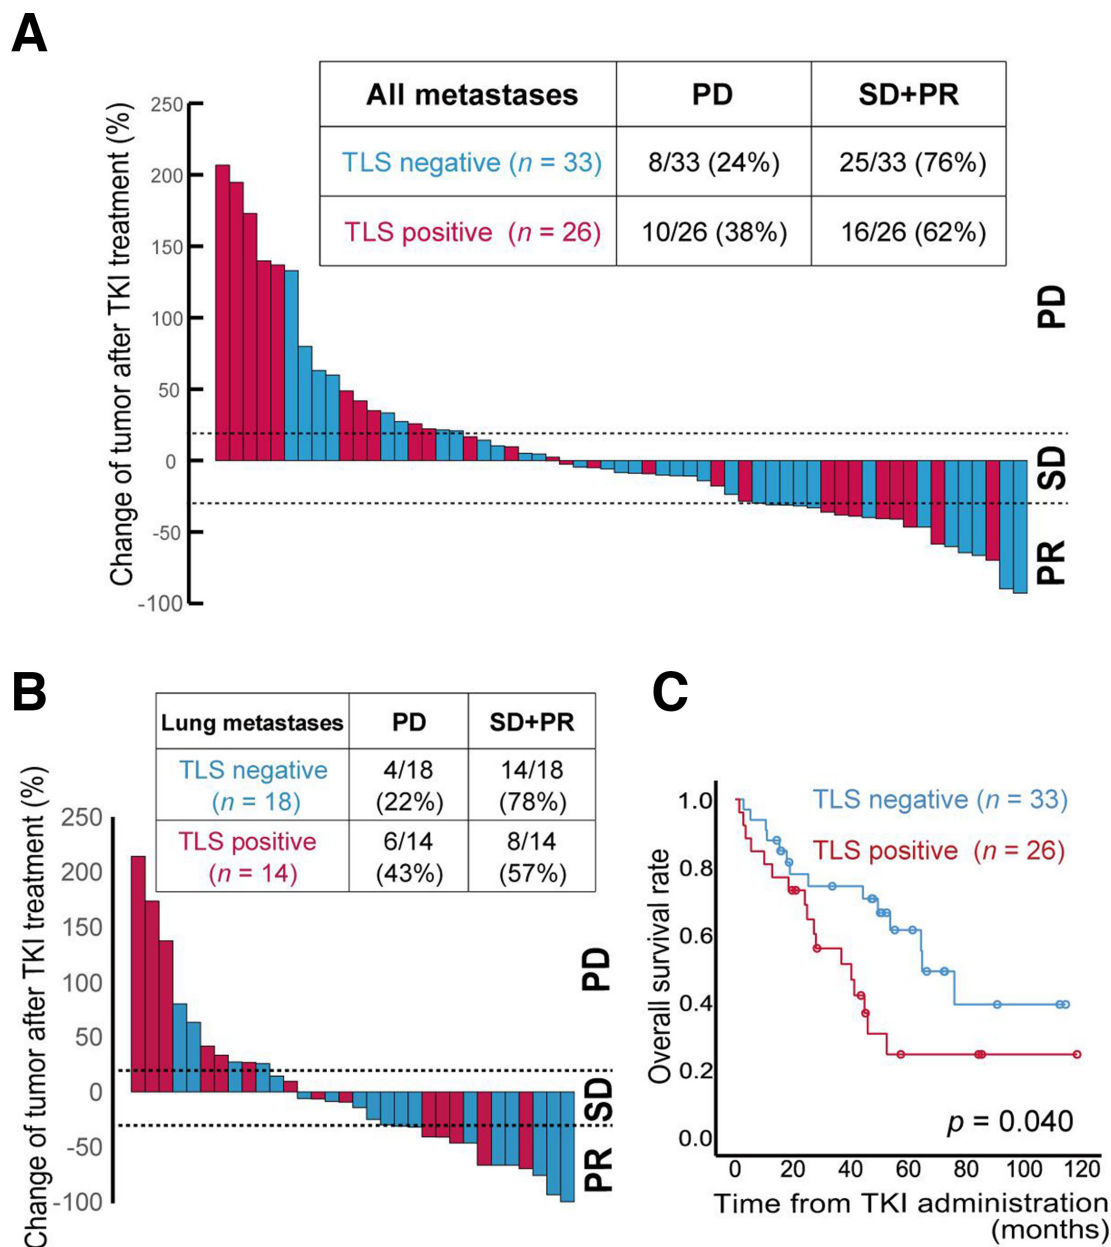 A
Change of tumor after TKI treatment (%)
250
200
150
100
50
0
-50
-100
All metastases PD SD+PR
TLS negative (n = 33) 8/33 (24%) 25/33 (76%)
TLS positive (n = 26) 10/26 (38%) 16/26 (62%)
PD
SD
PR
B
Change of tumor after TKI treatment (%)
250
200
150
100
50
0
-50
-100
Lung metastases PD SD+PR
TLS negative 4/18 14/18
(n = 18) (22%) (78%)
TLS positive 6/14 8/14
(n = 14) (43%) (57%)
PD
SD
PR
C
Overall survival rate
1.0
0.8
0.6
0.4
0.2
0.0
TLS negative (n = 33)
TLS positive (n = 26)
p = 0.040
0 20 40 60 80 100 120
Time from TKI administration
(months)